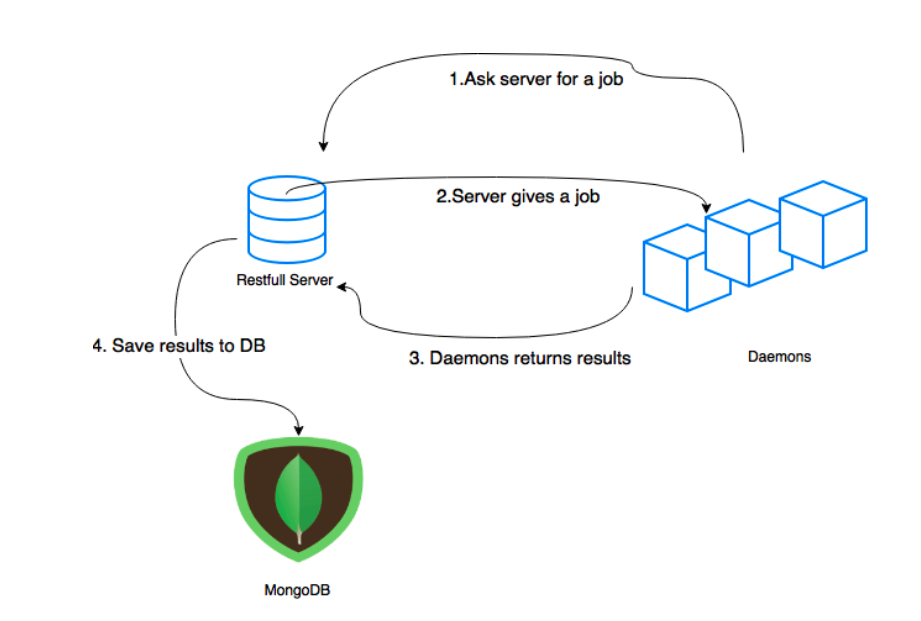 1.Ask server for a job
2.Server gives a job
Restfull Server
4. Save results to DB
3. Daemons returns results
Daemons
MongoDB